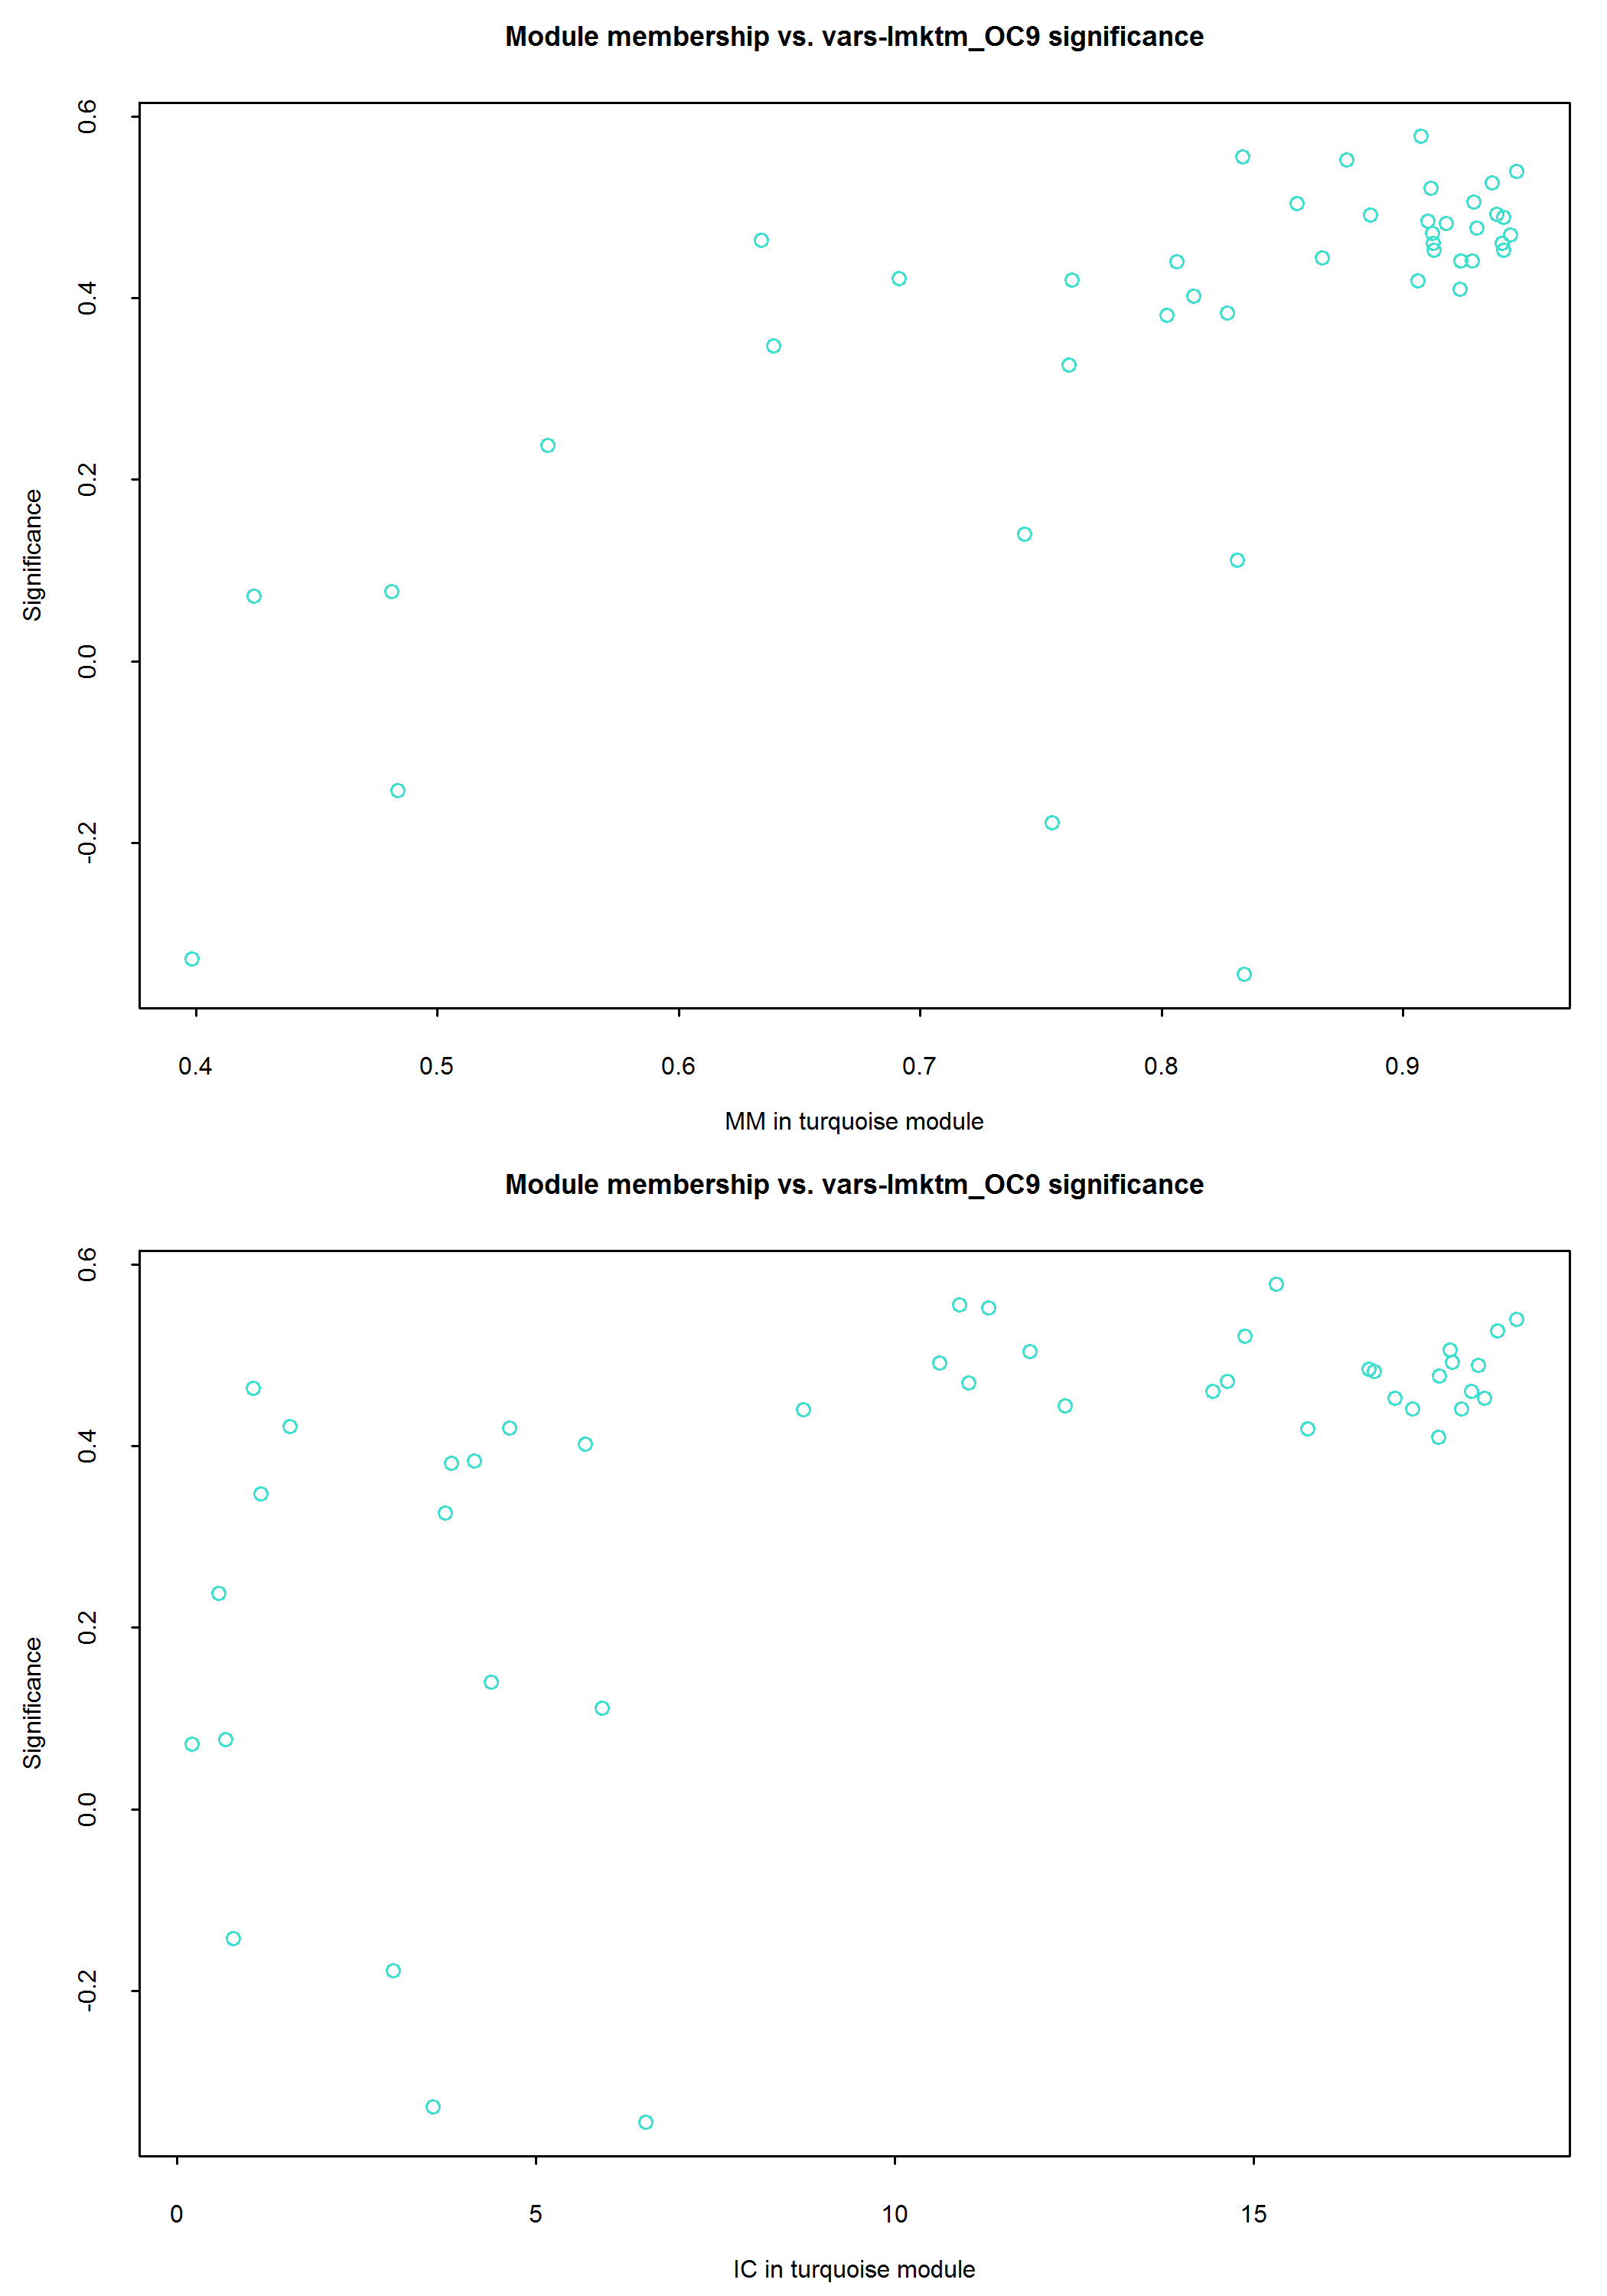 Module membership vs. vars-lmktm_OC9 significance
0.6
0.4
0.2
0.0
-0.2
Significance
0.4 0.5 0.6 0.7 0.8 0.9
MM in turquoise module
Module membership vs. vars-lmktm_OC9 significance
0.6
0.4
0.2
0.0
-0.2
Significance
0 5 10 15
IC in turquoise module